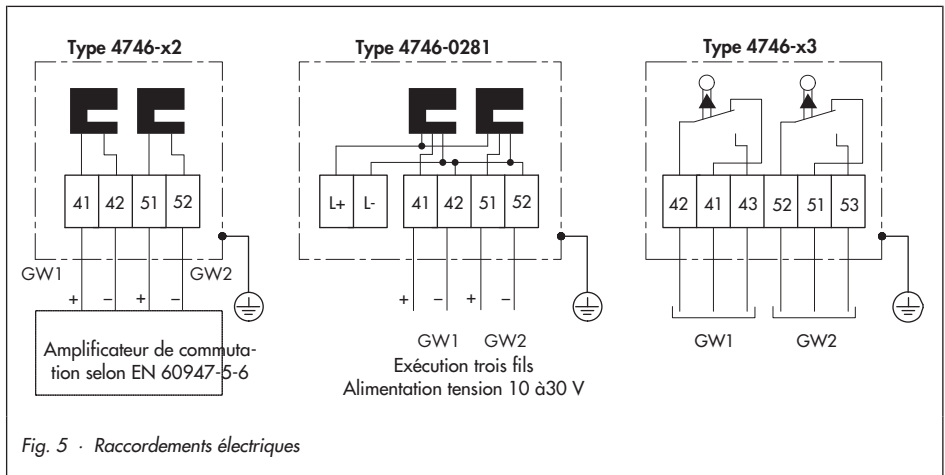 Type 4746-x2
Type 4746-0281
Type 4746-x3
41 42 51 52
L+ L- 41 42 51 52
42 41 43 52 51 53
GW1 GW2
+ – + –
+ – + –
Amplificateur de commuta-
tion selon EN 60947-5-6
GW1 GW2
Exécution trois fils
Alimentation tension 10 à30 V
GW1 GW2
Fig. 5 · Raccordements électriques